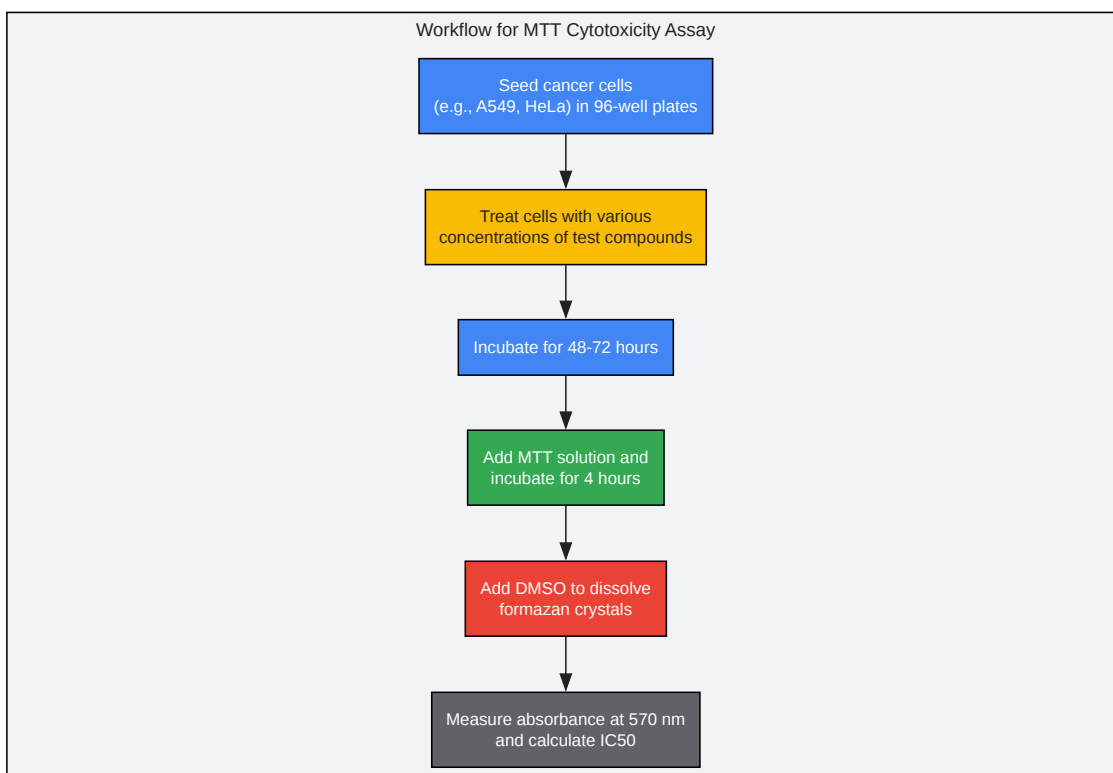 Workflow for MTT Cytotoxicity Assay
Seed cancer cells
(e.g., A549, HeLa) in 96-well plates
Treat cells with various
concentrations of test compounds
Incubate for 48-72 hours
Add MTT solution and
incubate for 4 hours
Add DMSO to dissolve
formazan crystals
Measure absorbance at 570 nm
and calculate IC50